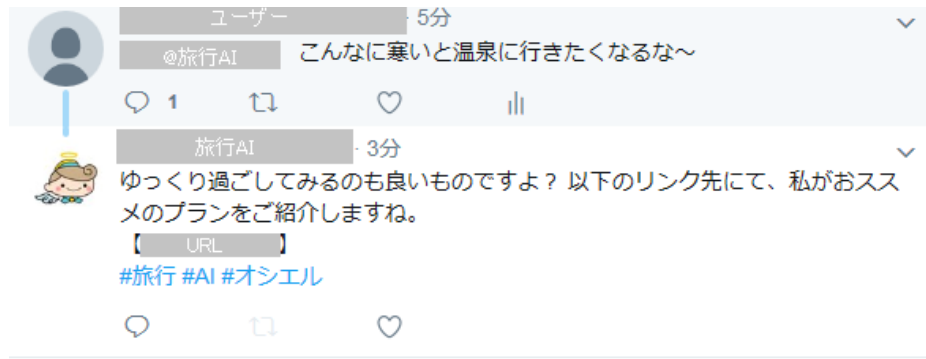 ユーザー · 5分
@旅行AI こんなに寒いと温泉に行きたくなるな～
1
旅行AI · 3分
ゆっくり過ごしてみるのも良いものですよ？ 以下のリンク先にて、私がおスス
メのプランをご紹介しますね。
【 URL 】
#旅行 #AI #オシエル